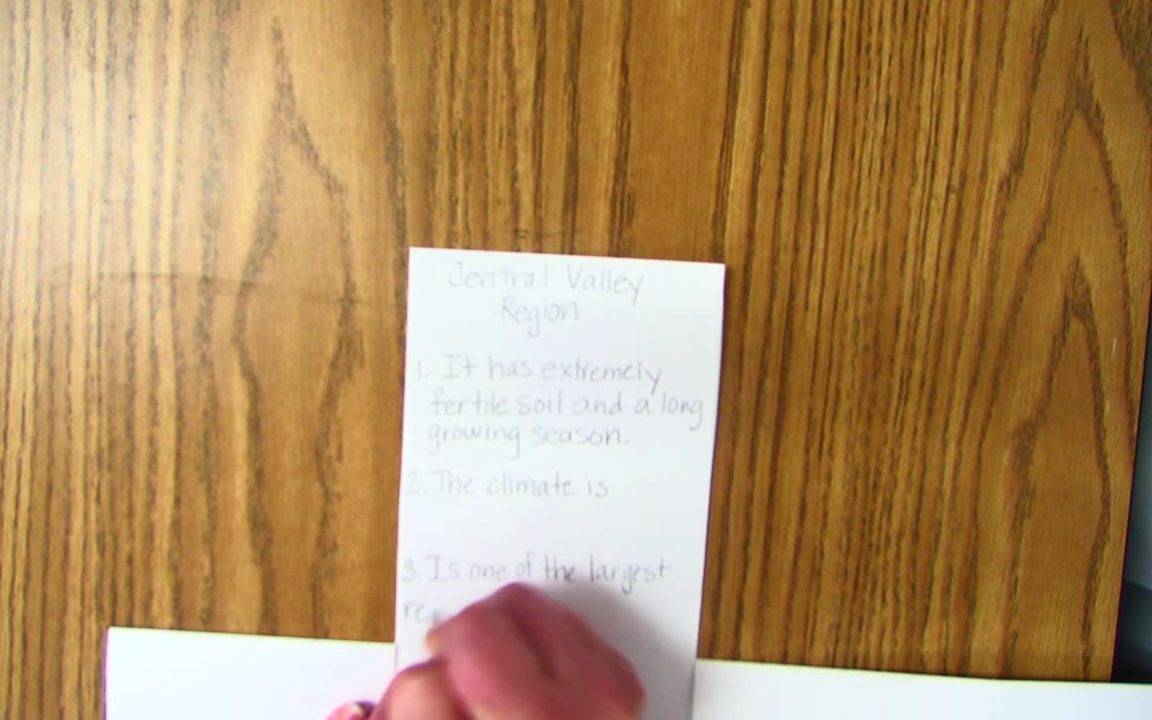 Central Valley
Region
1. It has extremely
fertile soil and a long
growing season.
2. The climate is
3. Is one of the largest